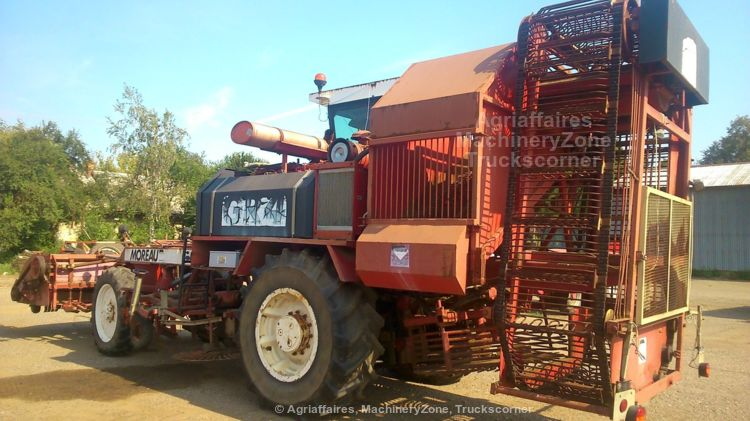 Agriaffaires
MachineryZone
Truckscorner
MOREAU
© Agriaffaires, MachineryZone, Truckscorner